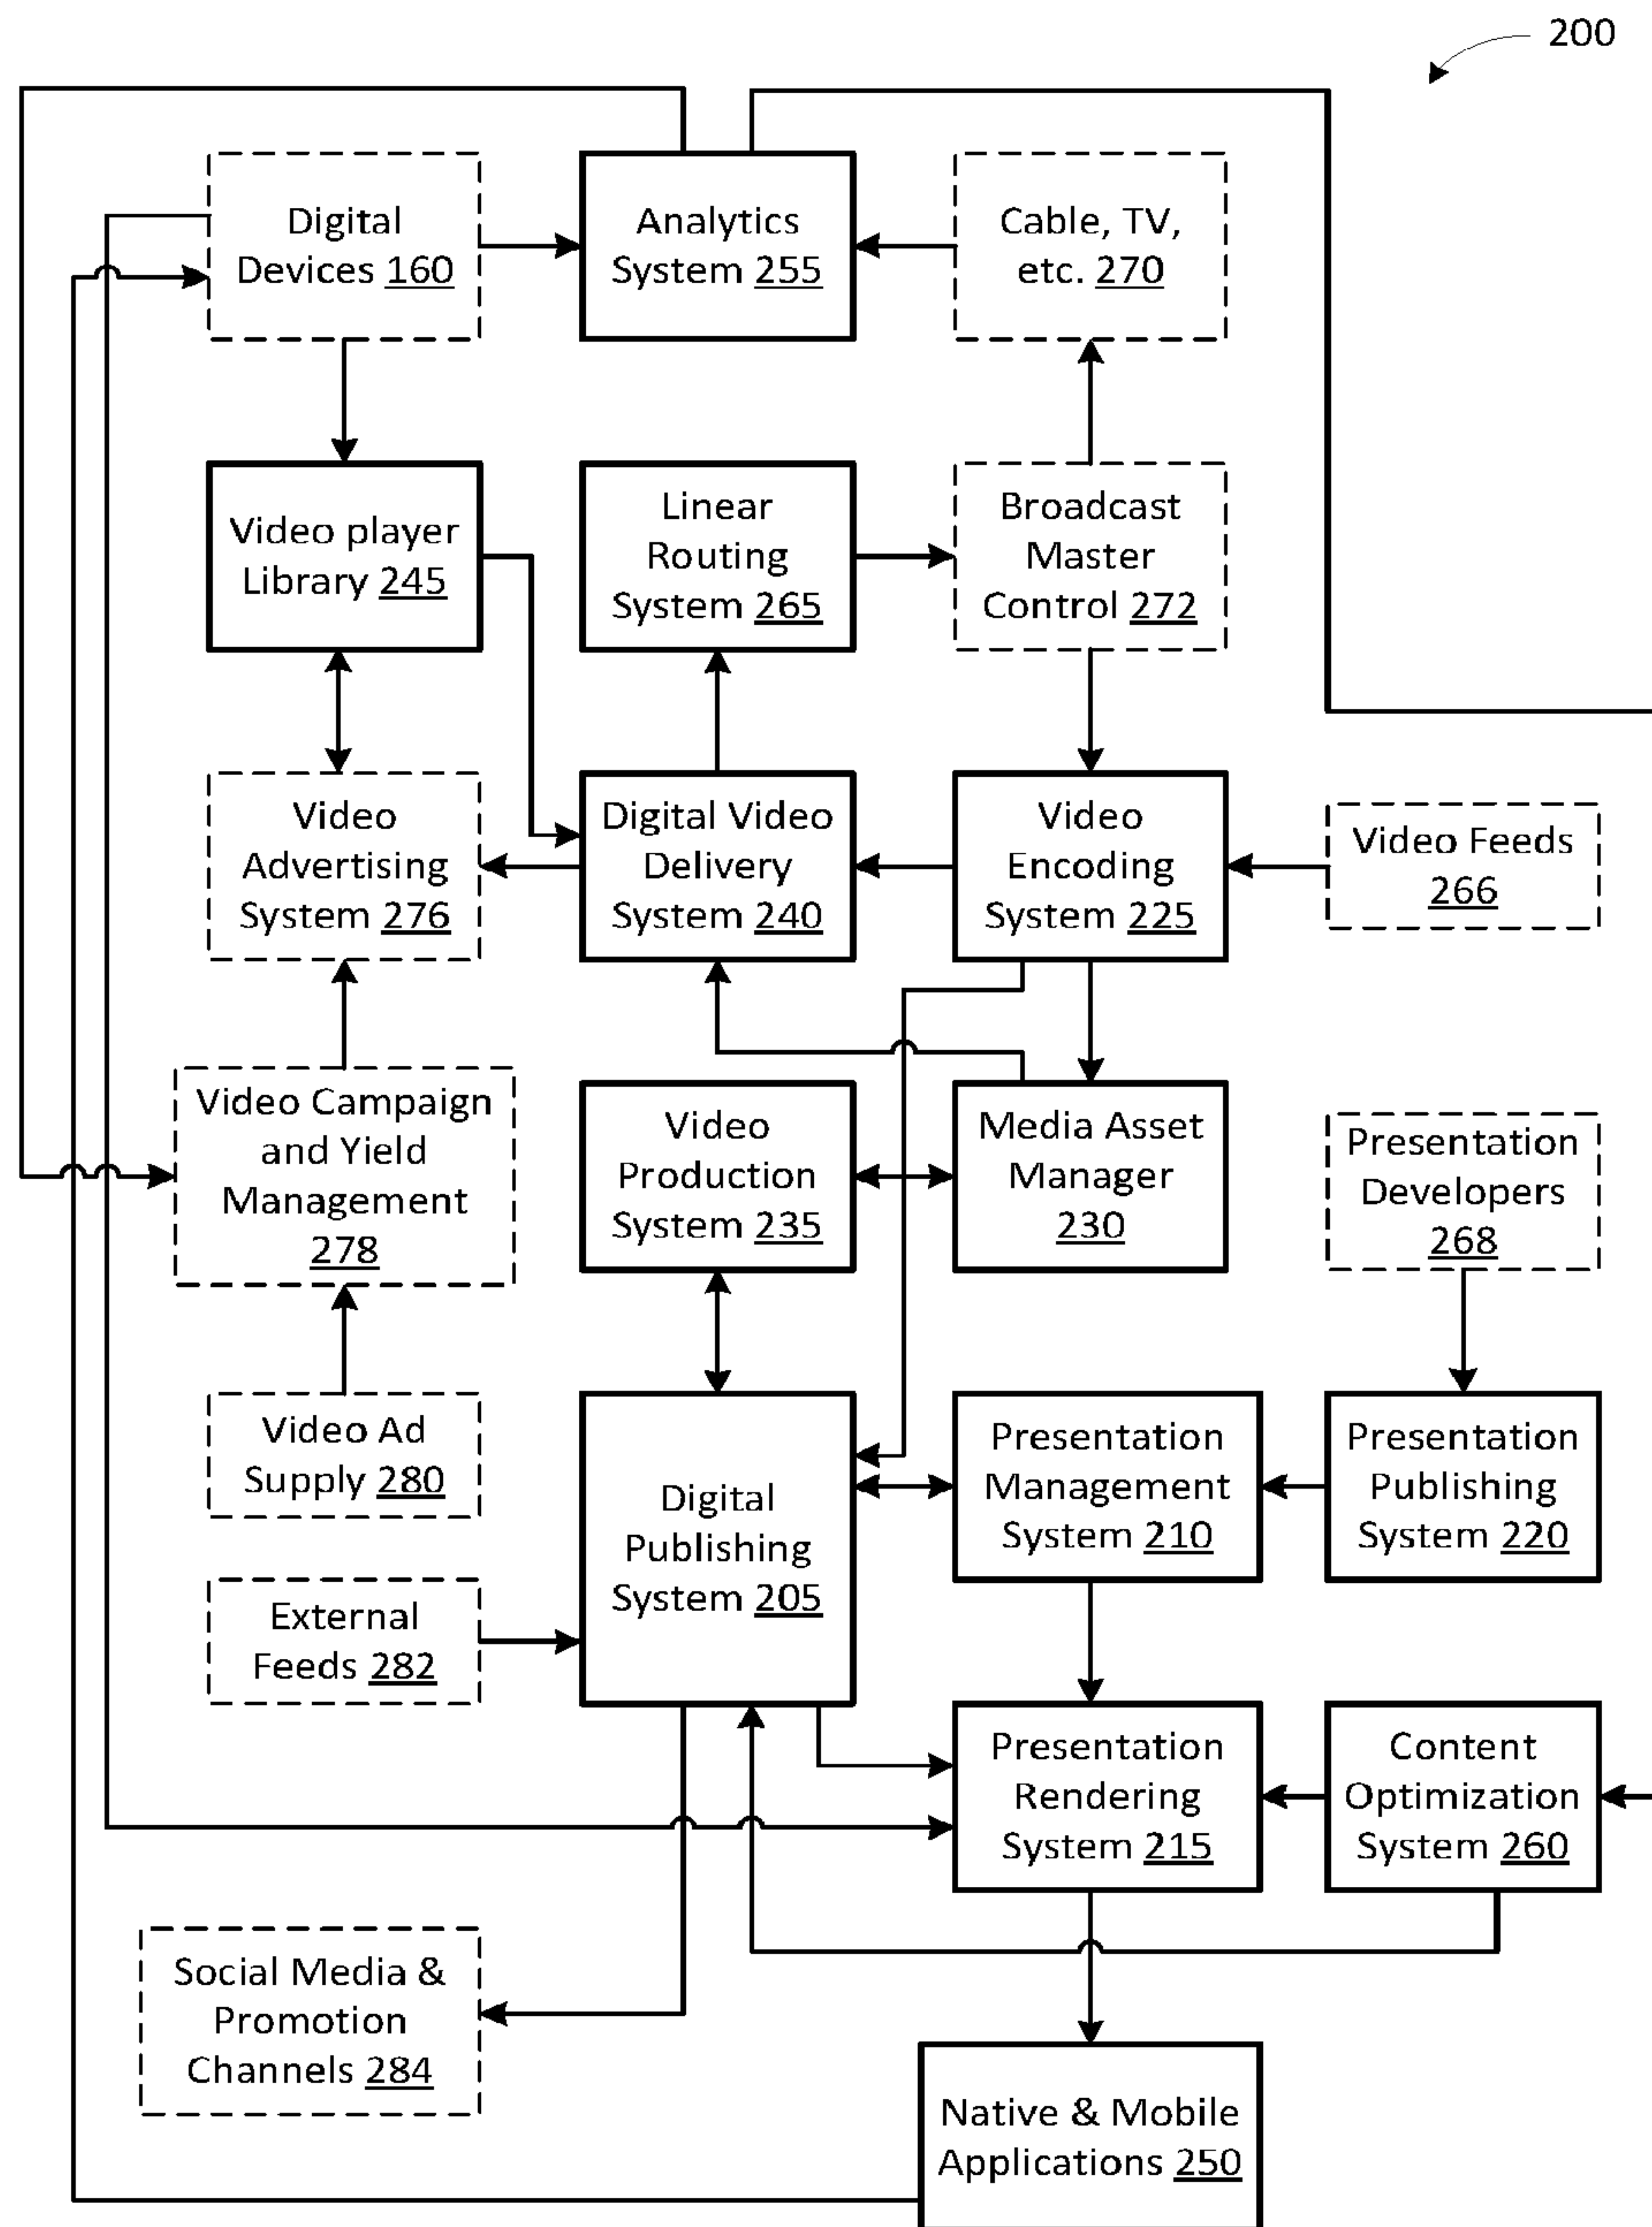 200
Digital
Devices 160
Analytics
System 255
Cable, TV,
etc. 270
Video player
Library 245
Linear
Routing
System 265
Broadcast
Master
Control 272
Video
Advertising
System 276
Digital Video
Delivery
System 240
Video
Encoding
System 225
Video Feeds
266
Video Campaign
and Yield
Management
278
Video
Production
System 235
Media Asset
Manager
230
Presentation
Developers
268
Video Ad
Supply 280
Digital
Publishing
System 205
Presentation
Management
System 210
Presentation
Publishing
System 220
External
Feeds 282
Presentation
Rendering
System 215
Content
Optimization
System 260
Social Media &
Promotion
Channels 284
Native & Mobile
Applications 250